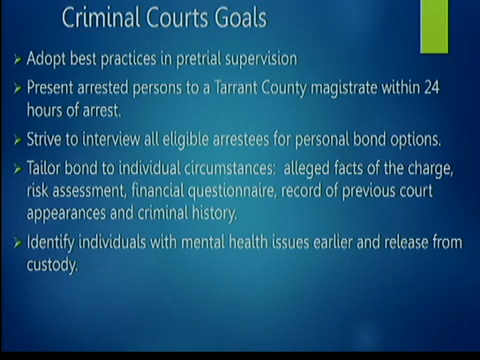 Criminal Courts Goals
Adopt best practices in pretrial supervision
Present arrested persons to a Tarrant County magistrate within 24
hours of arrest.
Strive to interview all eligible arrestees for personal bond options.
Tailor bond to individual circumstances: alleged facts of the charge,
risk assessment, financial questionnaire, record of previous court
appearances and criminal history.
Identify individuals with mental health issues earlier and release from
custody.